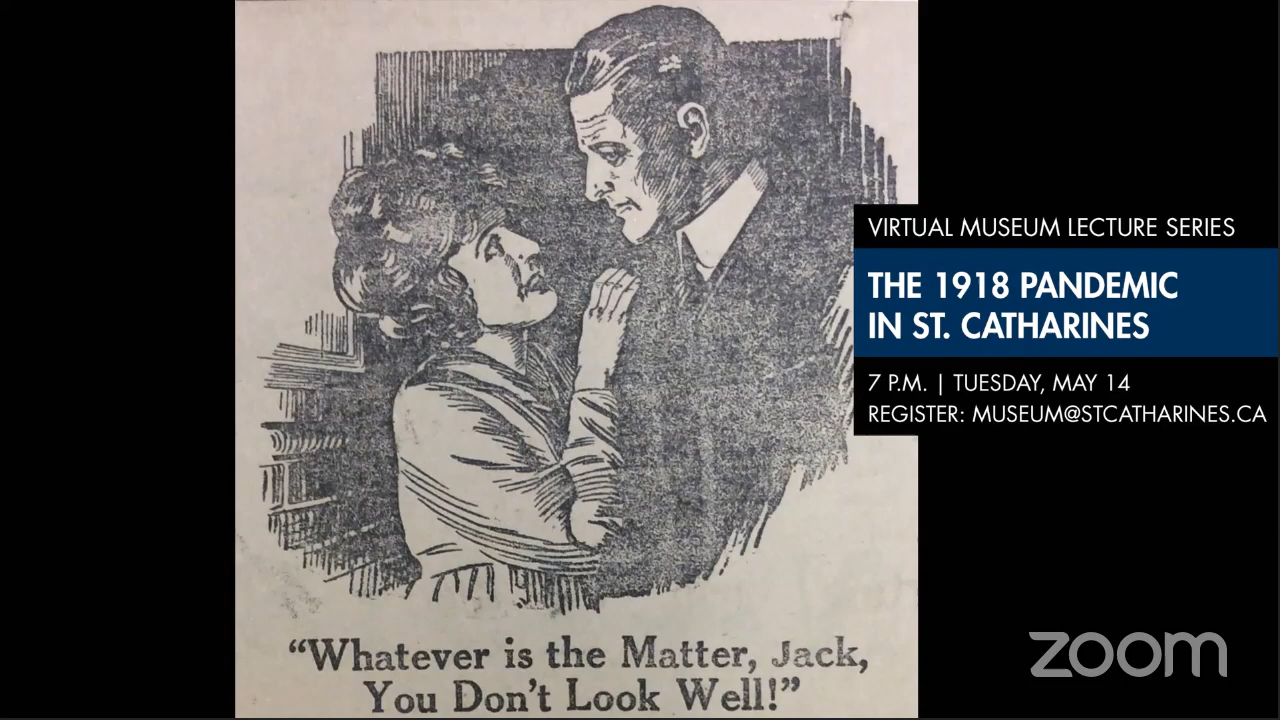 VIRTUAL MUSEUM LECTURE SERIES
THE 1918 PANDEMIC
IN ST. CATHARINES
7 P.M. | TUESDAY, MAY 14
REGISTER: MUSEUM@STCATHARINES.CA
“Whatever is the Matter, Jack,
You Don't Look Well!”
zoom